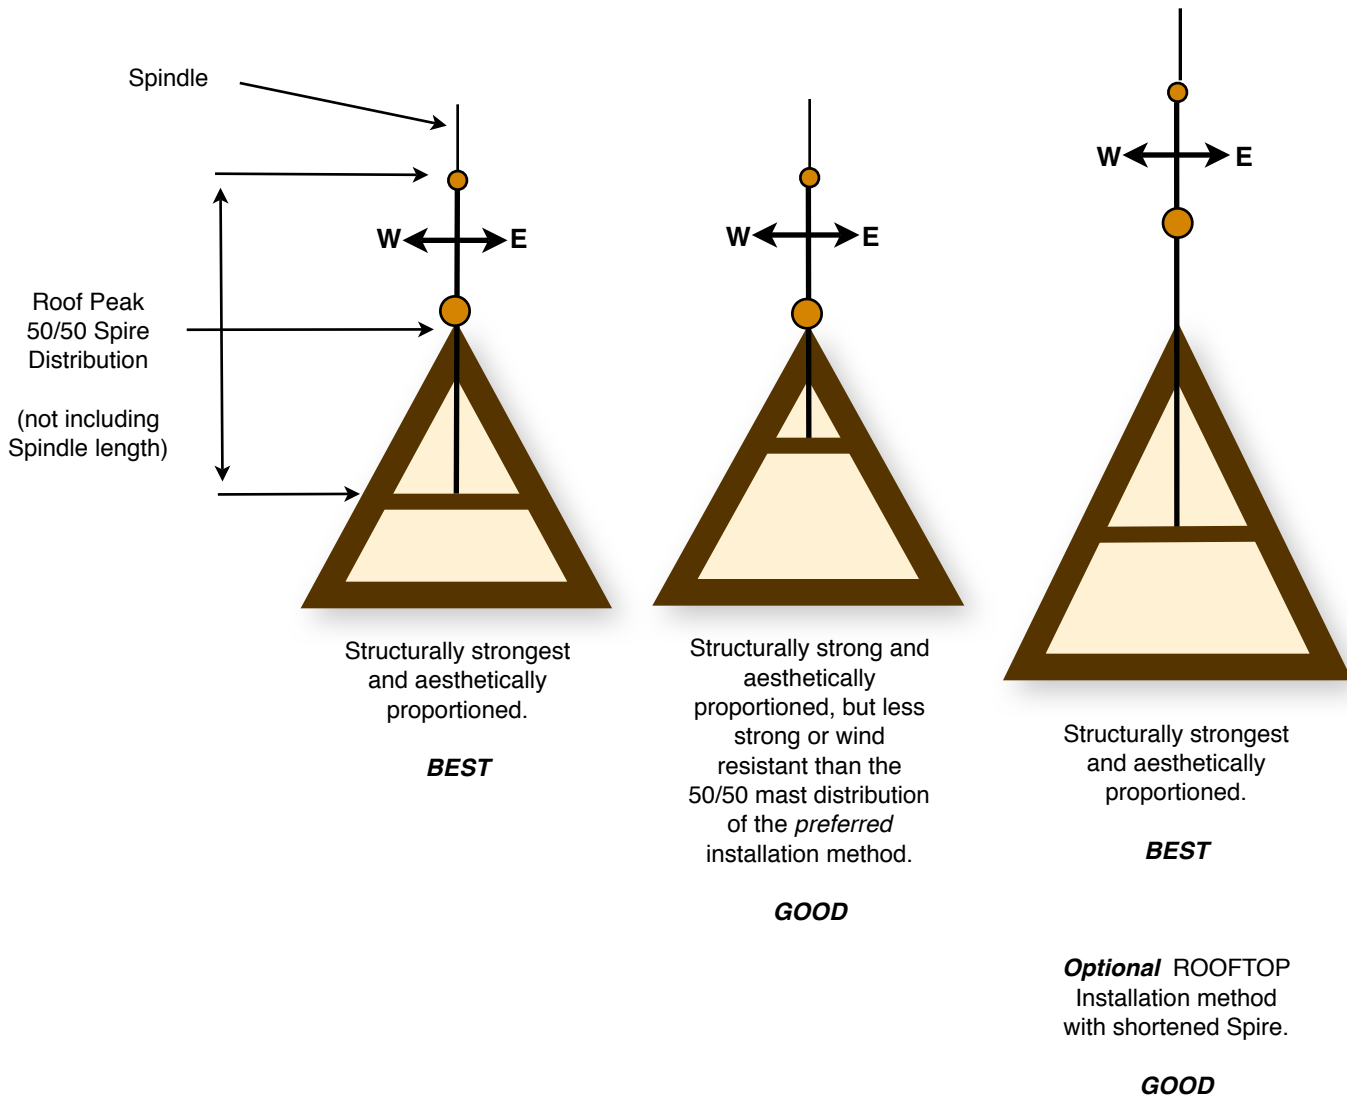 Spindle
W
E
Roof Peak
50/50 Spire
Distribution
(not including
Spindle length)
Structurally strongest
and aesthetically
proportioned.
BEST
W
E
Structurally strong and
aesthetically
proportioned, but less
strong or wind
resistant than the
50/50 mast distribution
of the preferred
installation method.
GOOD
W
E
Structurally strongest
and aesthetically
proportioned.
BEST
Optional ROOFTOP
Installation method
with shortened Spire.
GOOD